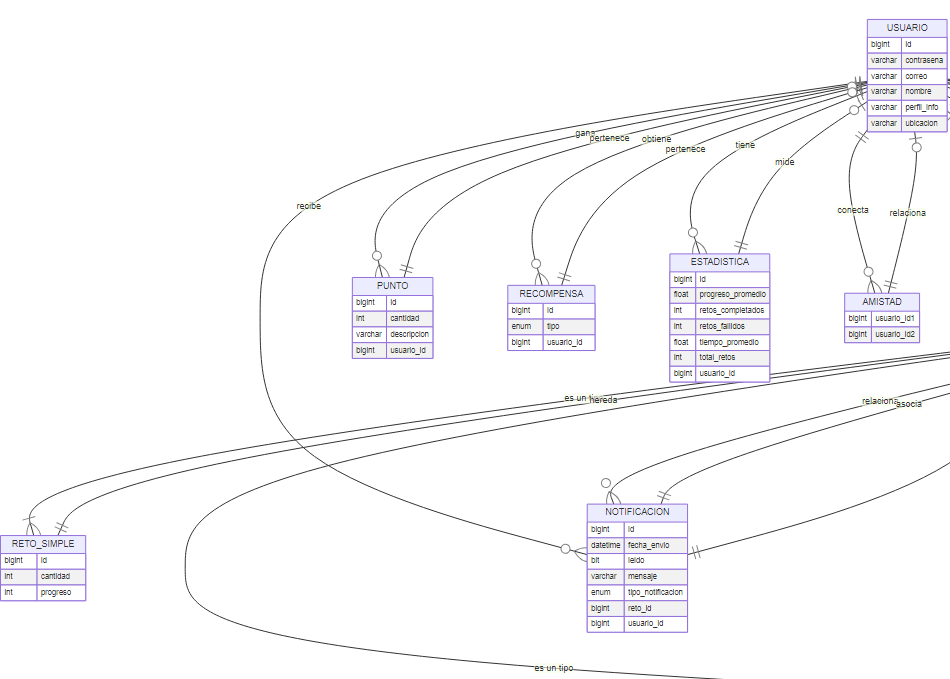 USUARIO
bigint id
varchar contrasena
varchar correo
varchar nombre
varchar perfil_info
varchar ubicacion
gana
pertenece
obtiene
pertenece
tiene
mide
recibe
conecta
relaciona
PUNTO
bigint id
int cantidad
varchar descripcion
bigint usuario_id
RECOMPENSA
bigint id
enum tipo
bigint usuario_id
ESTADISTICA
bigint id
float progreso_promedio
int retos_completados
int retos_fallidos
float tiempo_promedio
int total_retos
bigint usuario_id
AMISTAD
bigint usuario_id1
bigint usuario_id2
es un tipo
hereda
relaciona
asocia
RETO_SIMPLE
bigint id
int cantidad
int progreso
NOTIFICACION
bigint id
datetime fecha_envio
bit leido
varchar mensaje
enum tipo_notificacion
bigint reto_id
bigint usuario_id
es un tipo